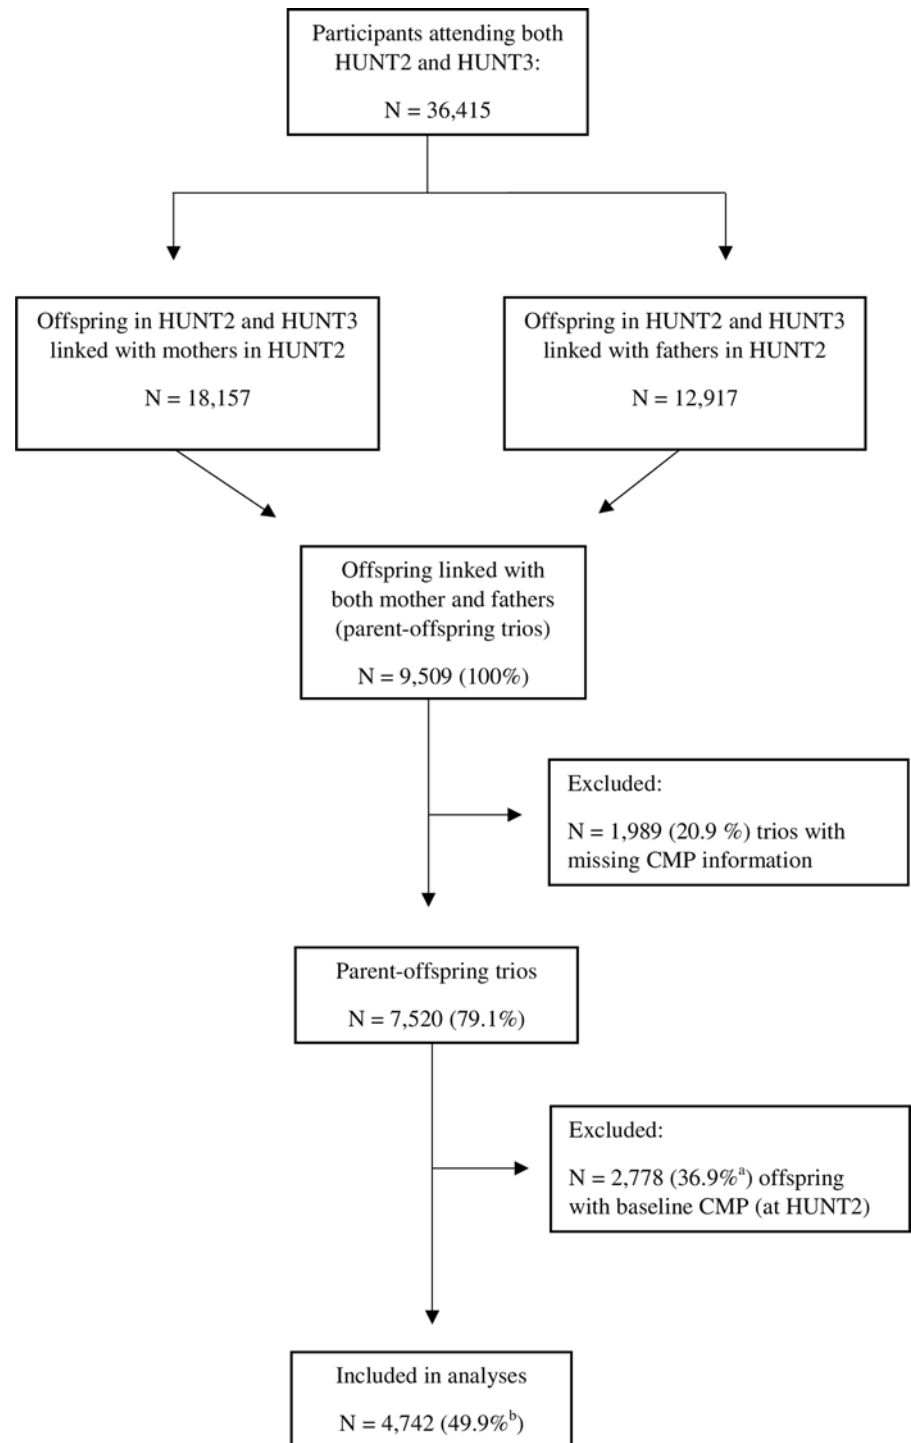 Participants attending both
HUNT2 and HUNT3:
N = 36,415
Offspring in HUNT2 and HUNT3
linked with mothers in HUNT2
N = 18,157
Offspring in HUNT2 and HUNT3
linked with fathers in HUNT2
N = 12,917
Offspring linked with
both mother and fathers
(parent-offspring trios)
N = 9,509 (100%)
Excluded:
N = 1,989 (20.9 %) trios with
missing CMP information
Parent-offspring trios
N = 7,520 (79.1%)
Excluded:
N = 2,778 (36.9%ᵃ) offspring
with baseline CMP (at HUNT2)
Included in analyses
N = 4,742 (49.9%ᵇ)